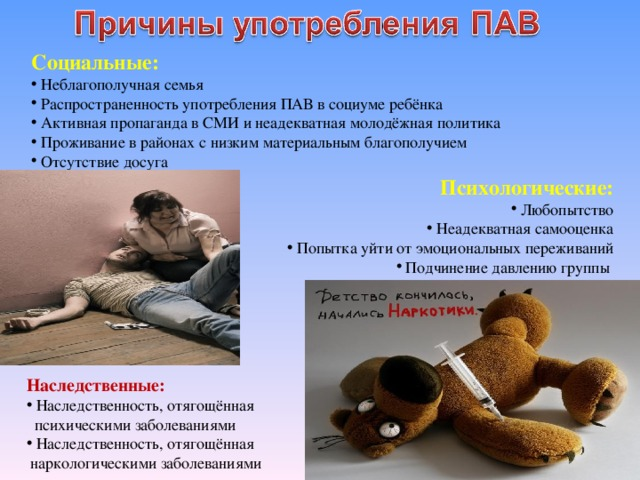 Причины употребления ПАВ
Социальные:
• Неблагополучная семья
• Распространенность употребления ПАВ в социуме ребёнка
• Активная пропаганда в СМИ и неадекватная молодёжная политика
• Проживание в районах с низким материальным благополучием
• Отсутствие досуга
Психологические:
• Любопытство
• Неадекватная самооценка
• Попытка уйти от эмоциональных переживаний
• Подчинение давлению группы
Детство кончилось,
начались Наркотики.
Наследственные:
• Наследственность, отягощённая
психическими заболеваниями
• Наследственность, отягощённая
наркологическими заболеваниями